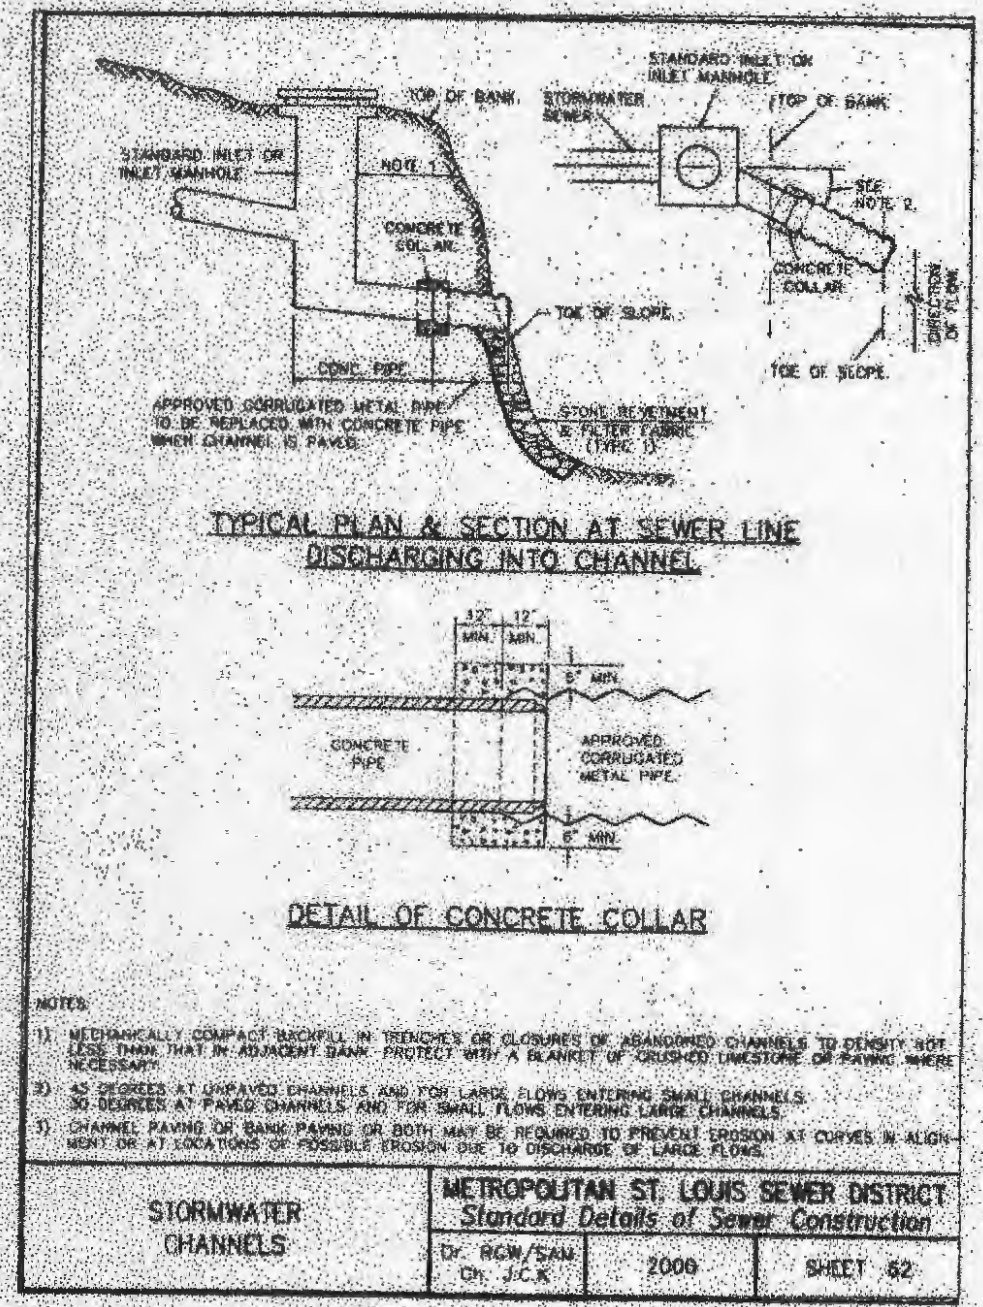 STANDARD INLET OR
INLET MANHOLE
TOP OF BANK.
STORMWATER
SEWER
TOP OF BANK.
STANDARD INLET OR
INLET MANHOLE
NOTE 1
SEE
NOTE 2.
CONCRETE
COLLAR
CONCRETE
COLLAR
DIRECTION
OF FLOW
TOE OF SLOPE.
CONC. PIPE
TOE OF SLOPE.
APPROVED CORRUGATED METAL PIPE
TO BE REPLACED WITH CONCRETE PIPE
WHEN CHANNEL IS PAVED
STONE REVETMENT
& FILTER FABRIC
(TYPE 1)
TYPICAL PLAN & SECTION AT SEWER LINE
DISCHARGING INTO CHANNEL
12" 12"
MIN. MIN.
6" MIN.
CONCRETE
PIPE
APPROVED
CORRUGATED
METAL PIPE.
6" MIN.
DETAIL OF CONCRETE COLLAR
NOTES
1) MECHANICALLY COMPACT BACKFILL IN TRENCHES OR CLOSURES OF ABANDONED CHANNELS TO DENSITY NOT
LESS THAN THAT IN ADJACENT BANK. PROTECT WITH A BLANKET OF CRUSHED LIMESTONE OR PAVING WHERE
NECESSARY.
2) 45 DEGREES AT UNPAVED CHANNELS AND FOR LARGE FLOWS ENTERING SMALL CHANNELS.
30 DEGREES AT PAVED CHANNELS AND FOR SMALL FLOWS ENTERING LARGE CHANNELS.
3) CHANNEL PAVING OR BANK PAVING OR BOTH MAY BE REQUIRED TO PREVENT EROSION AT CURVES IN ALIGN-
MENT OR AT LOCATIONS OF POSSIBLE EROSION DUE TO DISCHARGE OF LARGE FLOWS.
STORMWATER
CHANNELS
METROPOLITAN ST. LOUIS SEWER DISTRICT
Standard Details of Sewer Construction
Dr. RGW/SAM
Ch. J.C.K
2000
SHEET 62